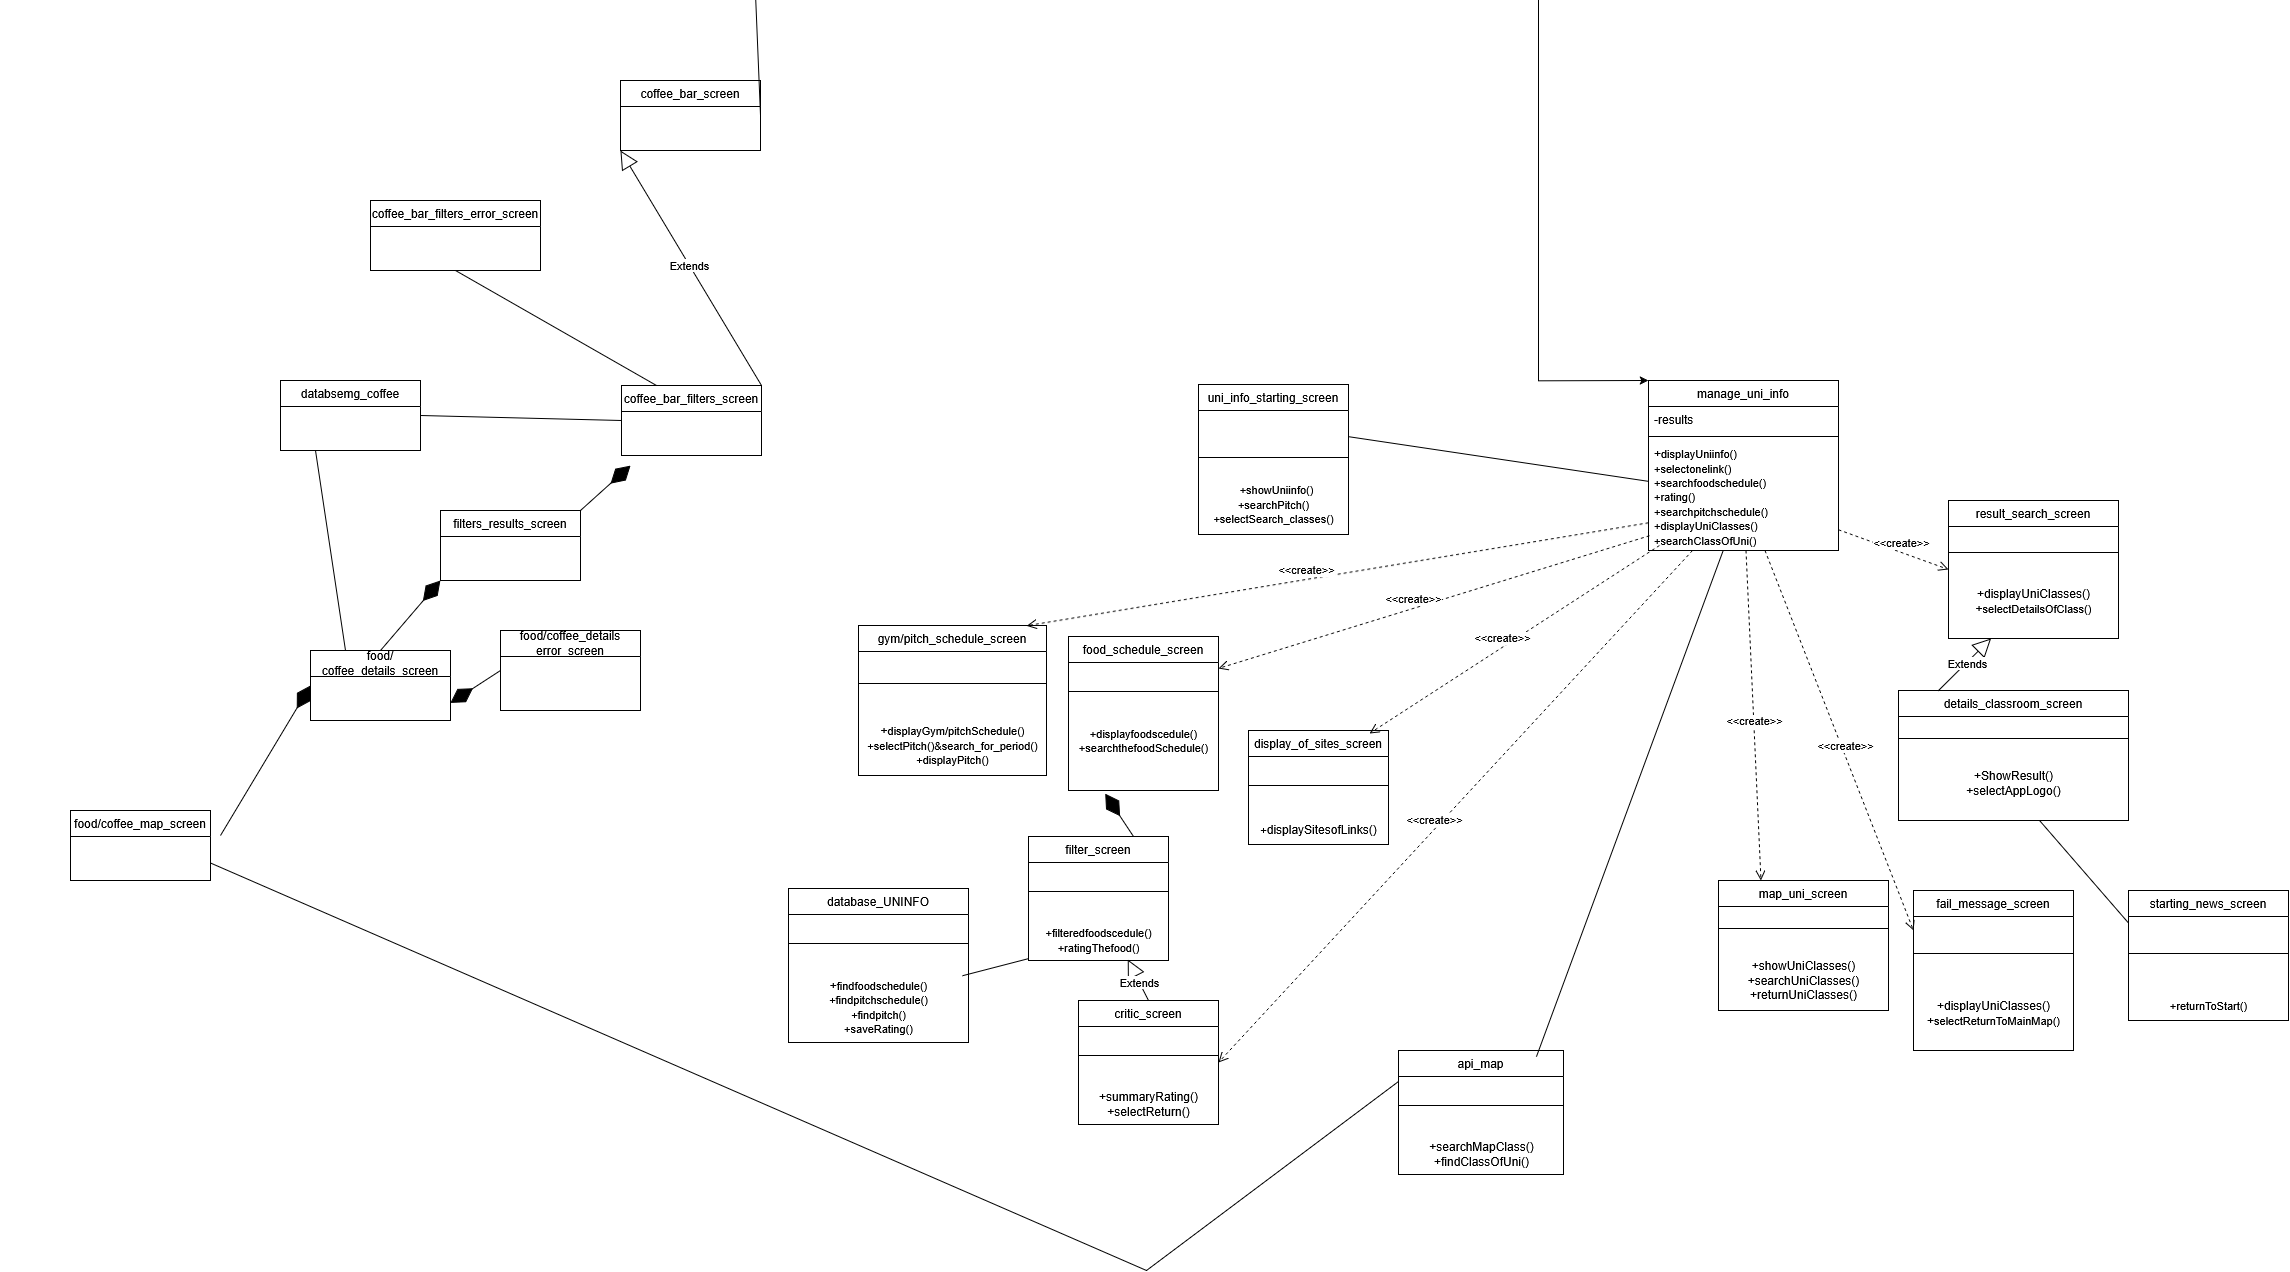 coffee_bar_screen
coffee_bar_filters_error_screen
Extends
databsemg_coffee
coffee_bar_filters_screen
filters_results_screen
food/coffee_details
error_screen
food/
coffee_details_screen
food/coffee_map_screen
uni_info_starting_screen
+showUniinfo()
+searchPitch()
+selectSearch_classes()
manage_uni_info
-results
+displayUniinfo()
+selectonelink()
+searchfoodschedule()
+rating()
+searchpitchschedule()
+displayUniClasses()
+searchClassOfUni()
<<create>>
<<create>>
<<create>>
<<create>>
<<create>>
<<create>>
<<create>>
result_search_screen
+displayUniClasses()
+selectDetailsOfClass()
Extends
gym/pitch_schedule_screen
+displayGym/pitchSchedule()
+selectPitch()&search_for_period()
+displayPitch()
food_schedule_screen
+displayfoodscedule()
+searchthefoodSchedule()
display_of_sites_screen
+displaySitesofLinks()
details_classroom_screen
+ShowResult()
+selectAppLogo()
filter_screen
+filteredfoodscedule()
+ratingThefood()
Extends
database_UNINFO
+findfoodschedule()
+findpitchschedule()
+findpitch()
+saveRating()
critic_screen
+summaryRating()
+selectReturn()
map_uni_screen
+showUniClasses()
+searchUniClasses()
+returnUniClasses()
fail_message_screen
+displayUniClasses()
+selectReturnToMainMap()
starting_news_screen
+returnToStart()
api_map
+searchMapClass()
+findClassOfUni()